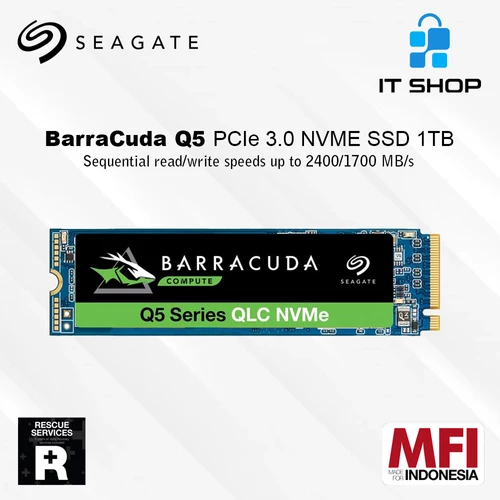 SEAGATE
IT SHOP
BarraCuda Q5 PCIe 3.0 NVME SSD 1TB
Sequential read/write speeds up to 2400/1700 MB/s
BARRACUDA
COMPUTE
SEAGATE
Q5 Series QLC NVMe
RESCUE
SERVICES
R
MFI
MADE
FOR
INDONESIA